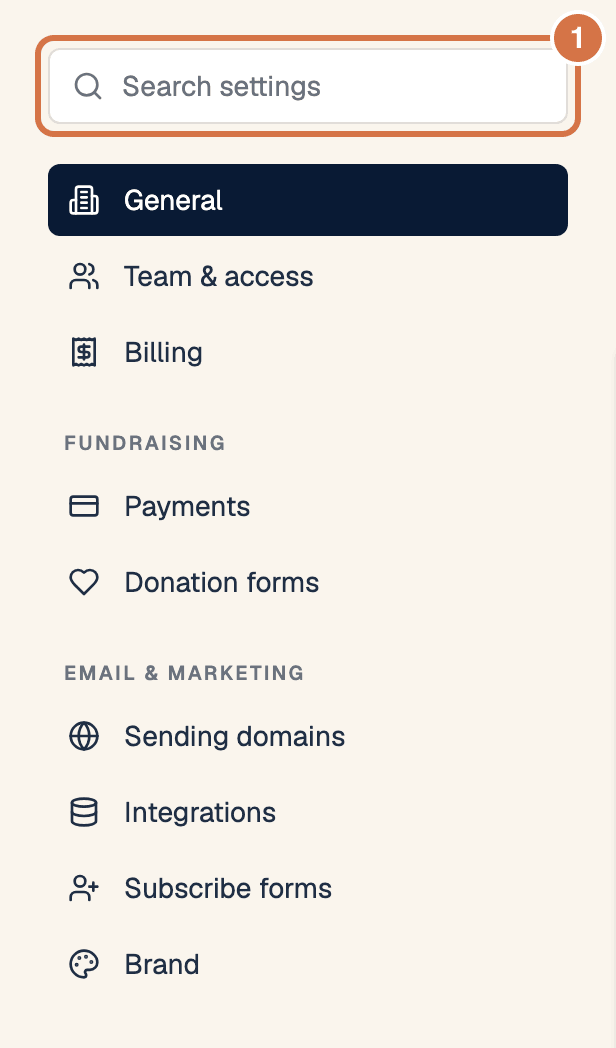 1
Search settings
General
Team & access
Billing
FUNDRAISING
Payments
Donation forms
EMAIL & MARKETING
Sending domains
Integrations
Subscribe forms
Brand